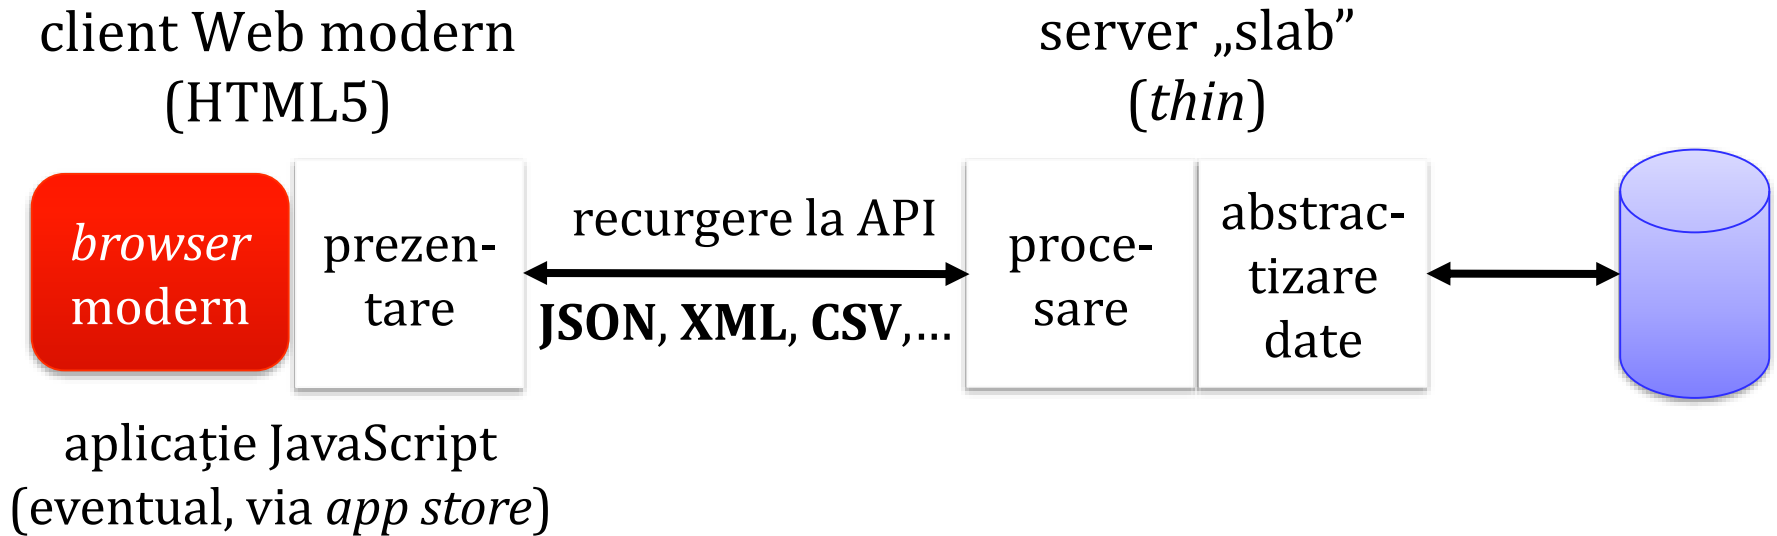 client Web modern
(HTML5)
server „slab”
(thin)
browser
modern
prezen-
tare
recurgere la API
JSON, XML, CSV,...
proce-
sare
abstrac-
tizare
date
aplicație JavaScript
(eventual, via app store)